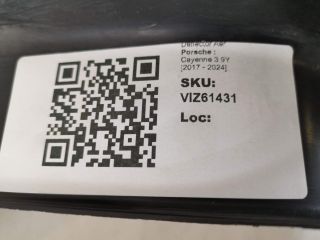 Deflector Aer
Porsche :
Cayenne 3 9Y
[2017 - 2024]
SKU:
VIZ61431
Loc: